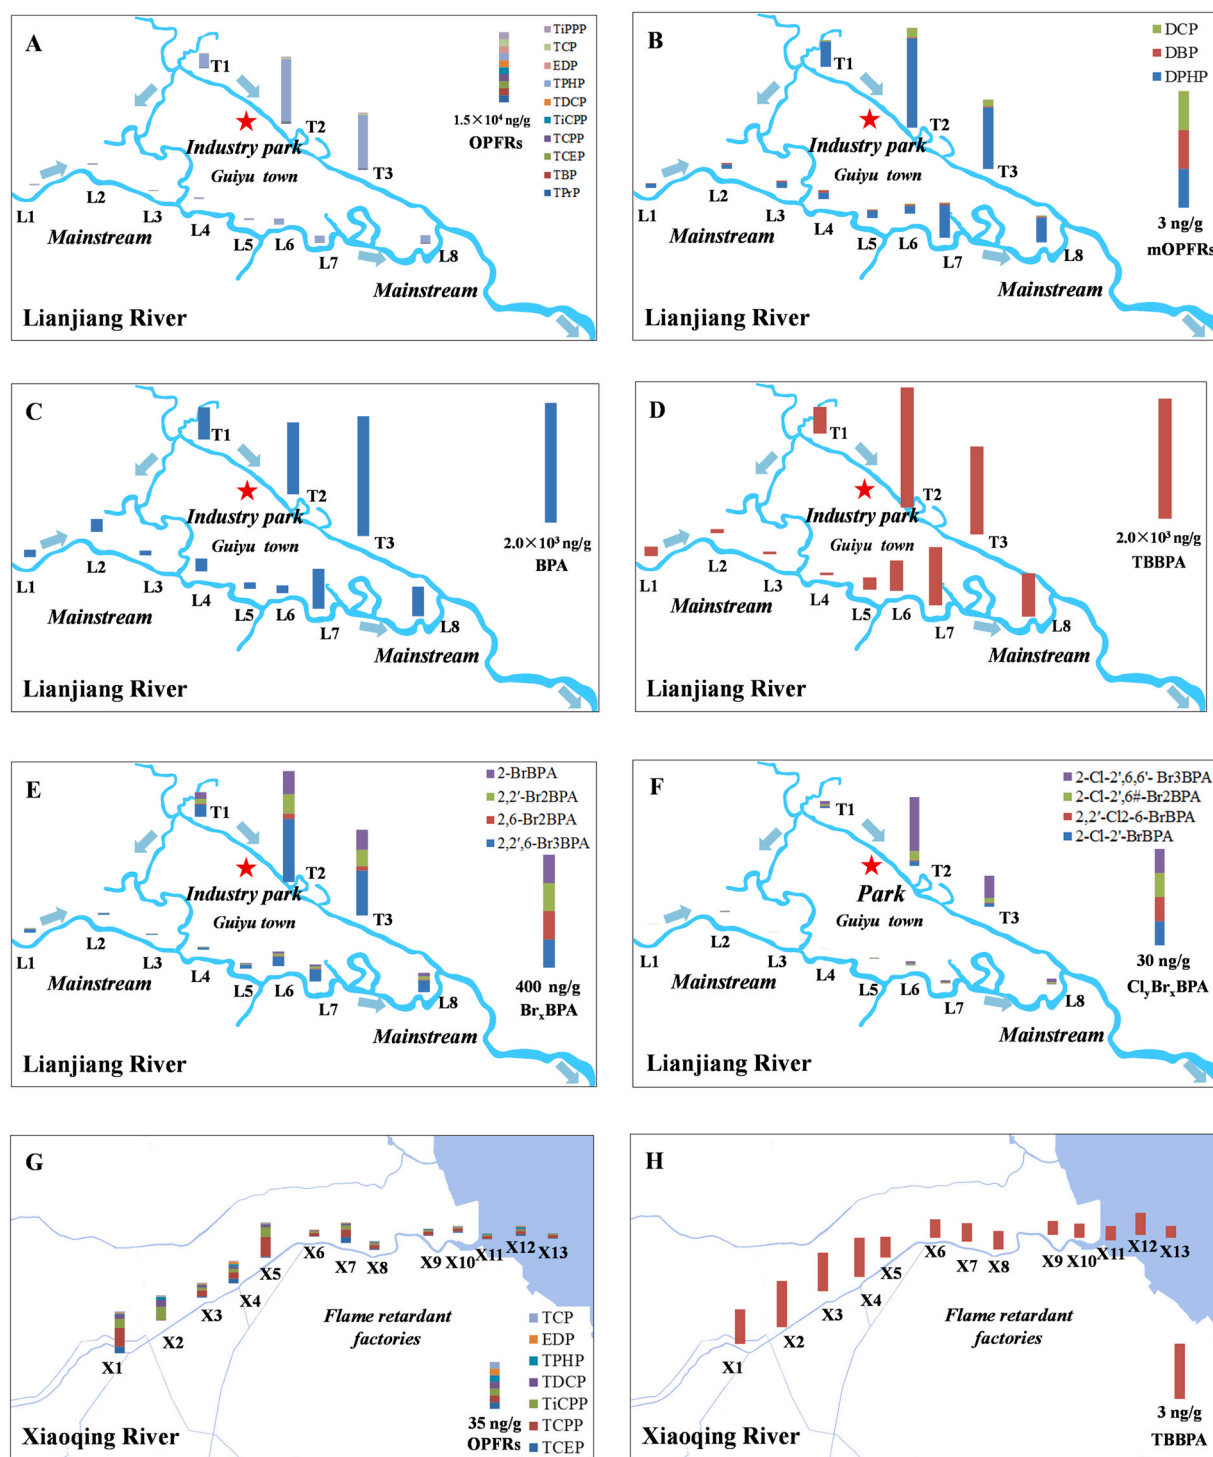 A
T1
T2
T3
Industry park
Guiyu town
L1
L2
L3
L4
L5
L6
L7
L8
Mainstream
Mainstream
Lianjiang River
TiPPP
TCP
EDP
TPHP
TDCP
TiCPP
TCPP
TCEP
TBP
TPrP
1.5×10⁴ ng/g
OPFRs
B
T1
T2
T3
Industry park
Guiyu town
L1
L2
L3
L4
L5
L6
L7
L8
Mainstream
Mainstream
Lianjiang River
DCP
DBP
DPHP
3 ng/g
mOPFRs
C
T1
T2
T3
Industry park
Guiyu town
L1
L2
L3
L4
L5
L6
L7
L8
Mainstream
Mainstream
Lianjiang River
2.0×10³ ng/g
BPA
D
T1
T2
T3
Industry park
Guiyu town
L1
L2
L3
L4
L5
L6
L7
L8
Mainstream
Mainstream
Lianjiang River
2.0×10³ ng/g
TBBPA
E
T1
T2
T3
Industry park
Guiyu town
L1
L2
L3
L4
L5
L6
L7
L8
Mainstream
Mainstream
Lianjiang River
2-BrBPA
2,2'-Br2BPA
2,6-Br2BPA
2,2',6-Br3BPA
400 ng/g
BrₓBPA
F
T1
T2
T3
Park
Guiyu town
L1
L2
L3
L4
L5
L6
L7
L8
Mainstream
Mainstream
Lianjiang River
2-Cl-2',6,6'- Br3BPA
2-Cl-2',6#-Br2BPA
2,2'-Cl2-6-BrBPA
2-Cl-2'-BrBPA
30 ng/g
ClyBrₓBPA
G
X1
X2
X3
X4
X5
X6
X7
X8
X9
X10
X11
X12
X13
Flame retardant
factories
Xiaoqing River
TCP
EDP
TPHP
TDCP
TiCPP
TCPP
TCEP
35 ng/g
OPFRs
H
X1
X2
X3
X4
X5
X6
X7
X8
X9
X10
X11
X12
X13
Flame retardant
factories
Xiaoqing River
3 ng/g
TBBPA